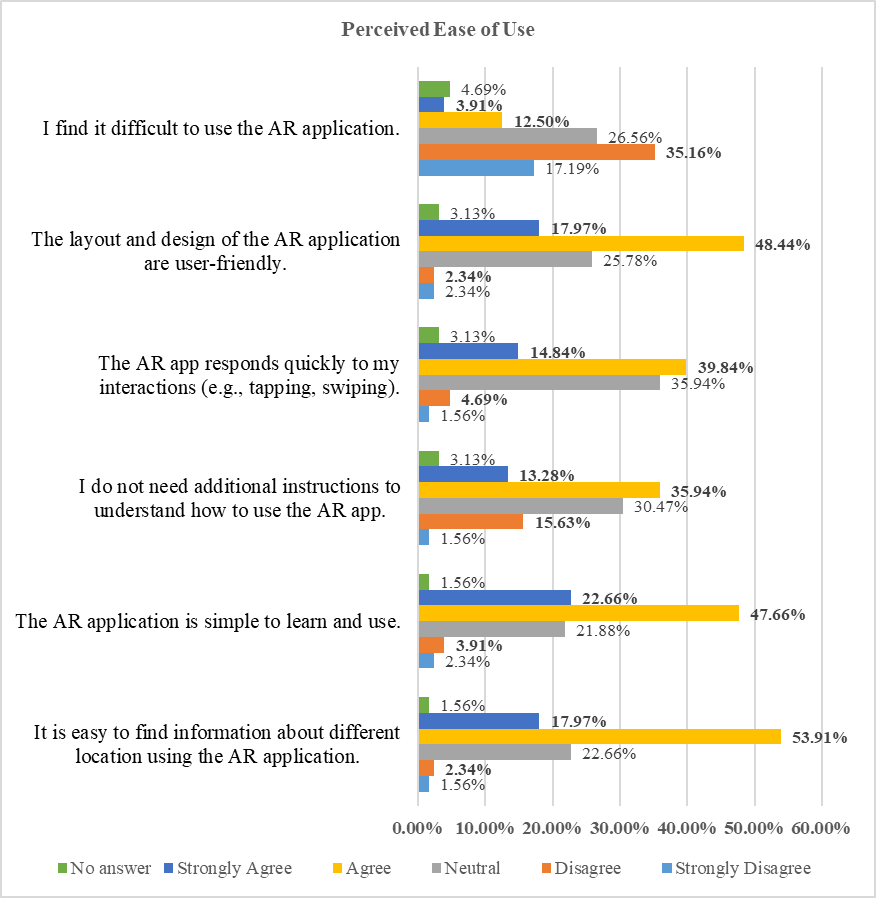 Perceived Ease of Use
I find it difficult to use the AR application.
4.69%
3.91%
12.50%
26.56%
35.16%
17.19%
The layout and design of the AR application
are user-friendly.
3.13%
17.97%
48.44%
25.78%
2.34%
2.34%
The AR app responds quickly to my
interactions (e.g., tapping, swiping).
3.13%
14.84%
39.84%
35.94%
4.69%
1.56%
I do not need additional instructions to
understand how to use the AR app.
3.13%
13.28%
35.94%
30.47%
15.63%
1.56%
The AR application is simple to learn and use.
1.56%
22.66%
47.66%
21.88%
3.91%
2.34%
It is easy to find information about different
location using the AR application.
1.56%
17.97%
53.91%
22.66%
2.34%
1.56%
0.00% 10.00% 20.00% 30.00% 40.00% 50.00% 60.00%
No answer Strongly Agree Agree Neutral Disagree Strongly Disagree